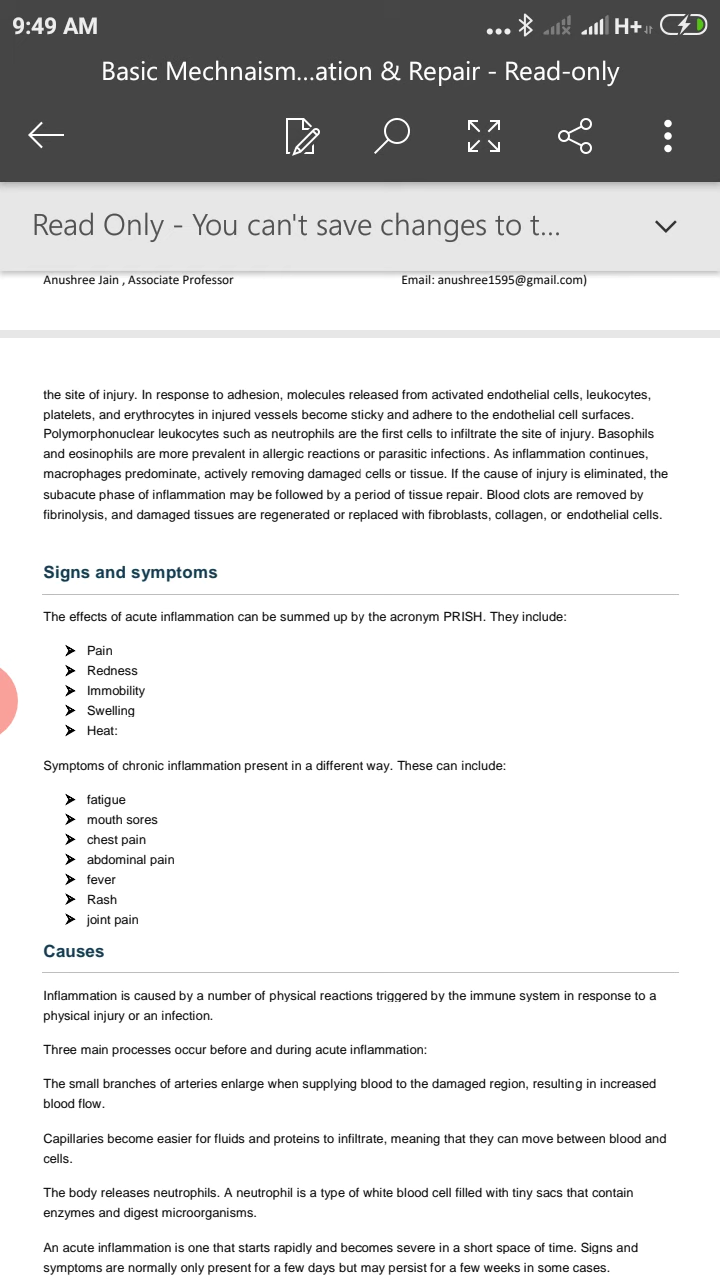 9:49 AM
H+
Basic Mechnaism...ation & Repair - Read-only
Read Only - You can't save changes to t...
Anushree Jain , Associate Professor Email: anushree1595@gmail.com)
the site of injury. In response to adhesion, molecules released from activated endothelial cells, leukocytes,
platelets, and erythrocytes in injured vessels become sticky and adhere to the endothelial cell surfaces.
Polymorphonuclear leukocytes such as neutrophils are the first cells to infiltrate the site of injury. Basophils
and eosinophils are more prevalent in allergic reactions or parasitic infections. As inflammation continues,
macrophages predominate, actively removing damaged cells or tissue. If the cause of injury is eliminated, the
subacute phase of inflammation may be followed by a period of tissue repair. Blood clots are removed by
fibrinolysis, and damaged tissues are regenerated or replaced with fibroblasts, collagen, or endothelial cells.
Signs and symptoms
The effects of acute inflammation can be summed up by the acronym PRISH. They include:
➤ Pain
➤ Redness
➤ Immobility
➤ Swelling
➤ Heat:
Symptoms of chronic inflammation present in a different way. These can include:
➤ fatigue
➤ mouth sores
➤ chest pain
➤ abdominal pain
➤ fever
➤ Rash
➤ joint pain
Causes
Inflammation is caused by a number of physical reactions triggered by the immune system in response to a
physical injury or an infection.
Three main processes occur before and during acute inflammation:
The small branches of arteries enlarge when supplying blood to the damaged region, resulting in increased
blood flow.
Capillaries become easier for fluids and proteins to infiltrate, meaning that they can move between blood and
cells.
The body releases neutrophils. A neutrophil is a type of white blood cell filled with tiny sacs that contain
enzymes and digest microorganisms.
An acute inflammation is one that starts rapidly and becomes severe in a short space of time. Signs and
symptoms are normally only present for a few days but may persist for a few weeks in some cases.